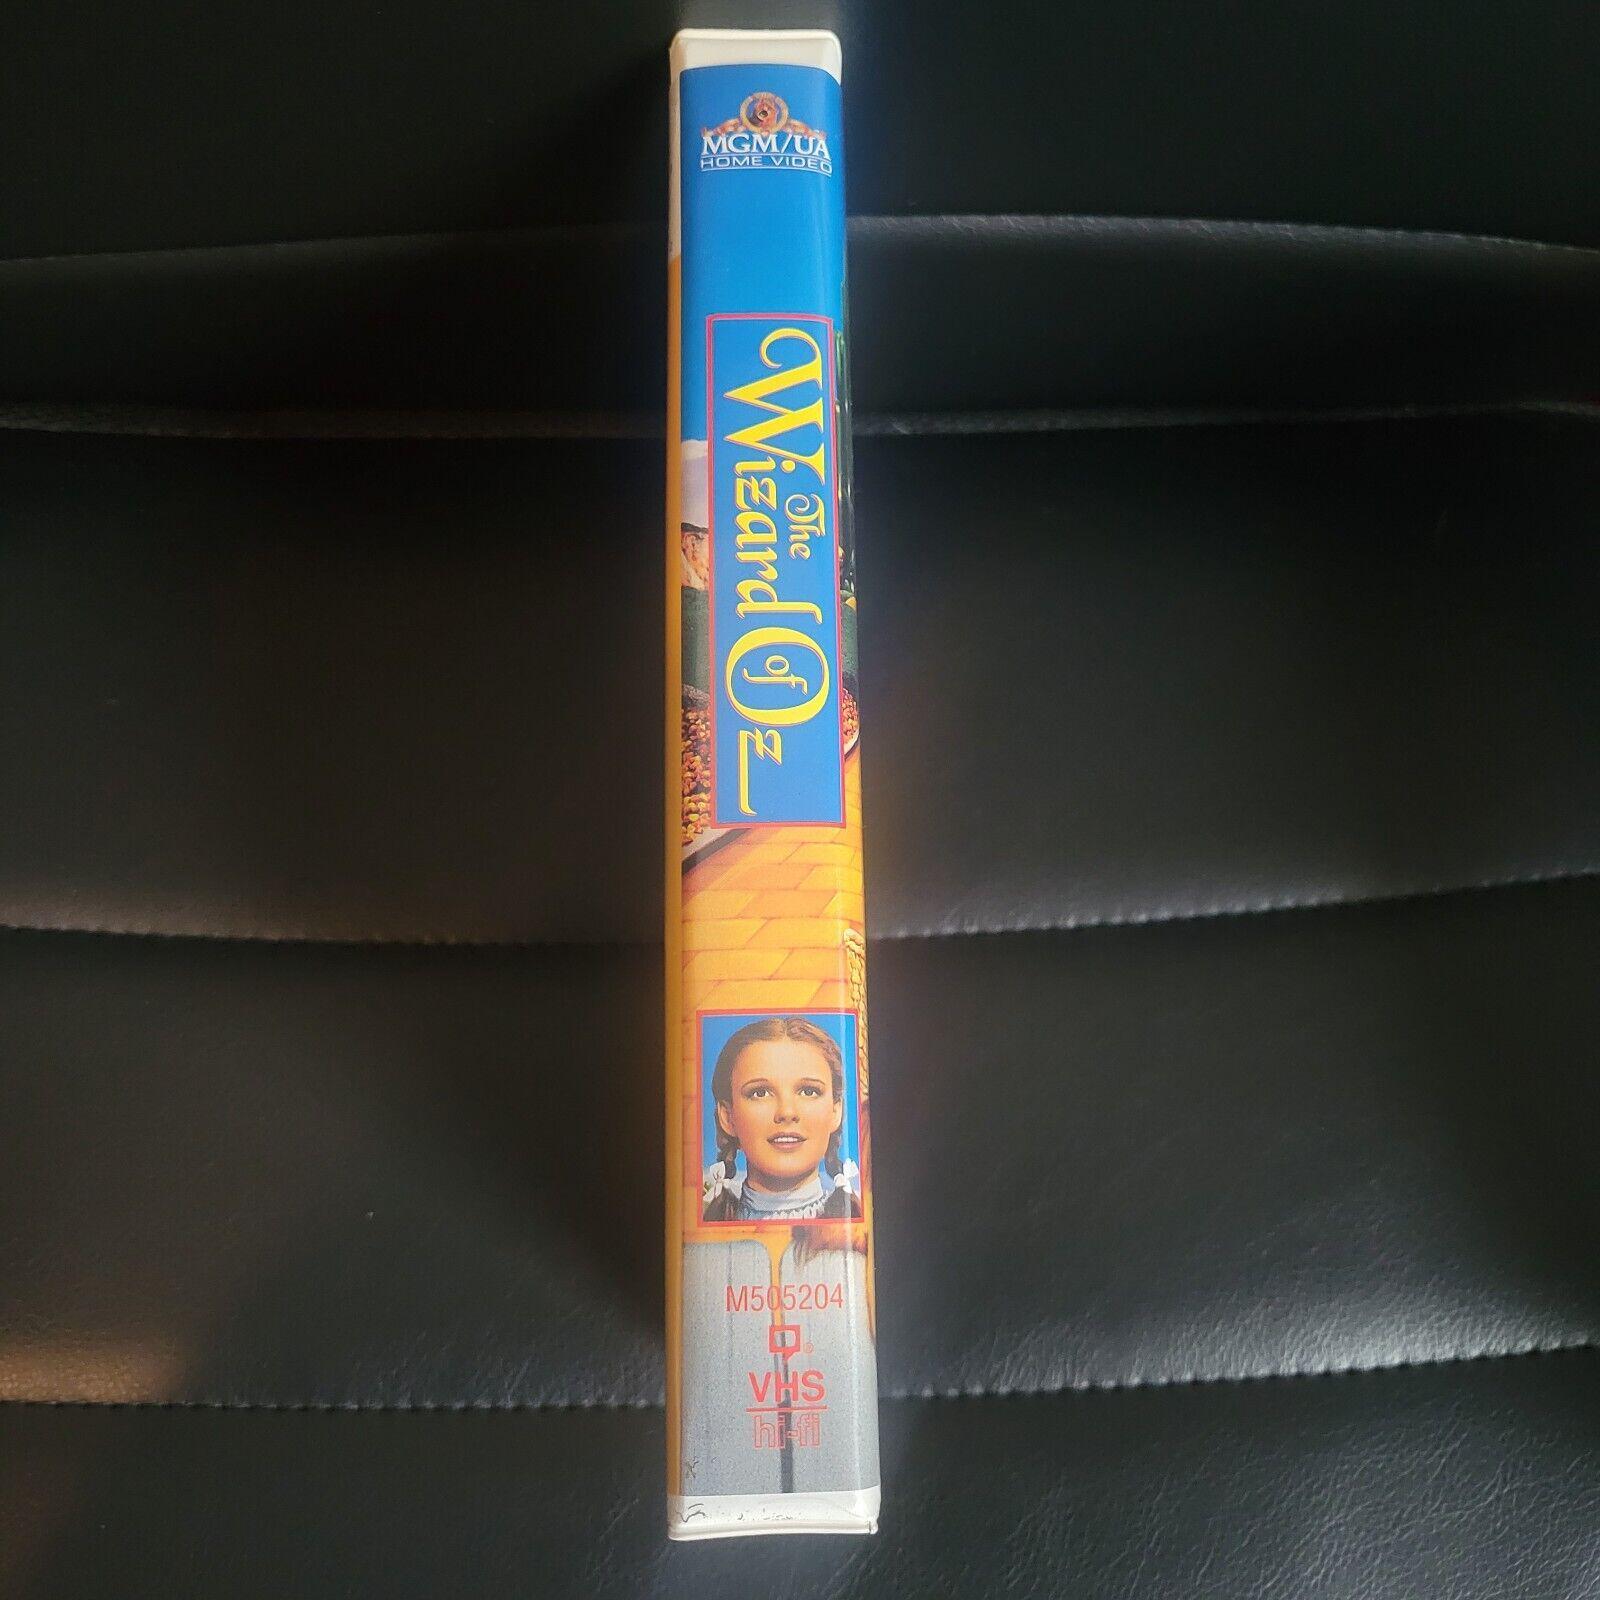 MGM/UA
HOME VIDEO
The
Wizard of Oz
M505204
®
VHS
hi-fi